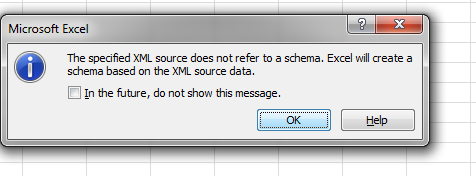 Microsoft Excel
The specified XML source does not refer to a schema. Excel will create a
schema based on the XML source data.
In the future, do not show this message.
OK
Help